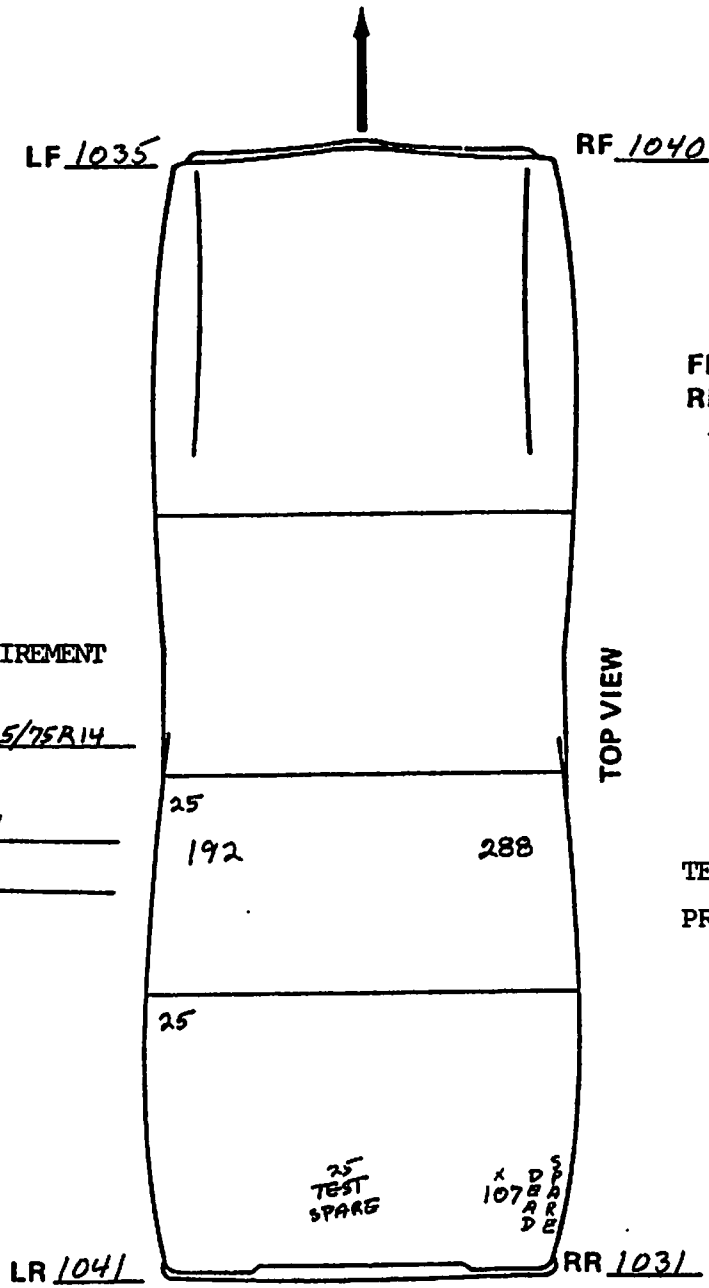 LF 1035
RF 1040
FI
RE
IREMENT
5/75R14
TOP VIEW
25
192
288
TE
PR
25
25
TEST
SPARE
X
107
DEAD
SPARE
LR 1041
RR 1031